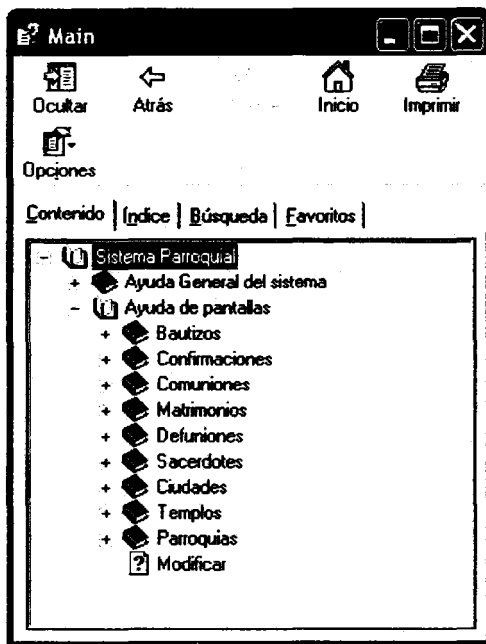 Main
Ocultar Atrás Inicio Imprimir
Opciones
Contenido Índice Búsqueda Favoritos
Sistema Parroquial
Ayuda General del sistema
Ayuda de pantallas
Bautizos
Confirmaciones
Comuniones
Matrimonios
Defuniones
Sacerdotes
Ciudades
Templos
Parroquias
Modificar